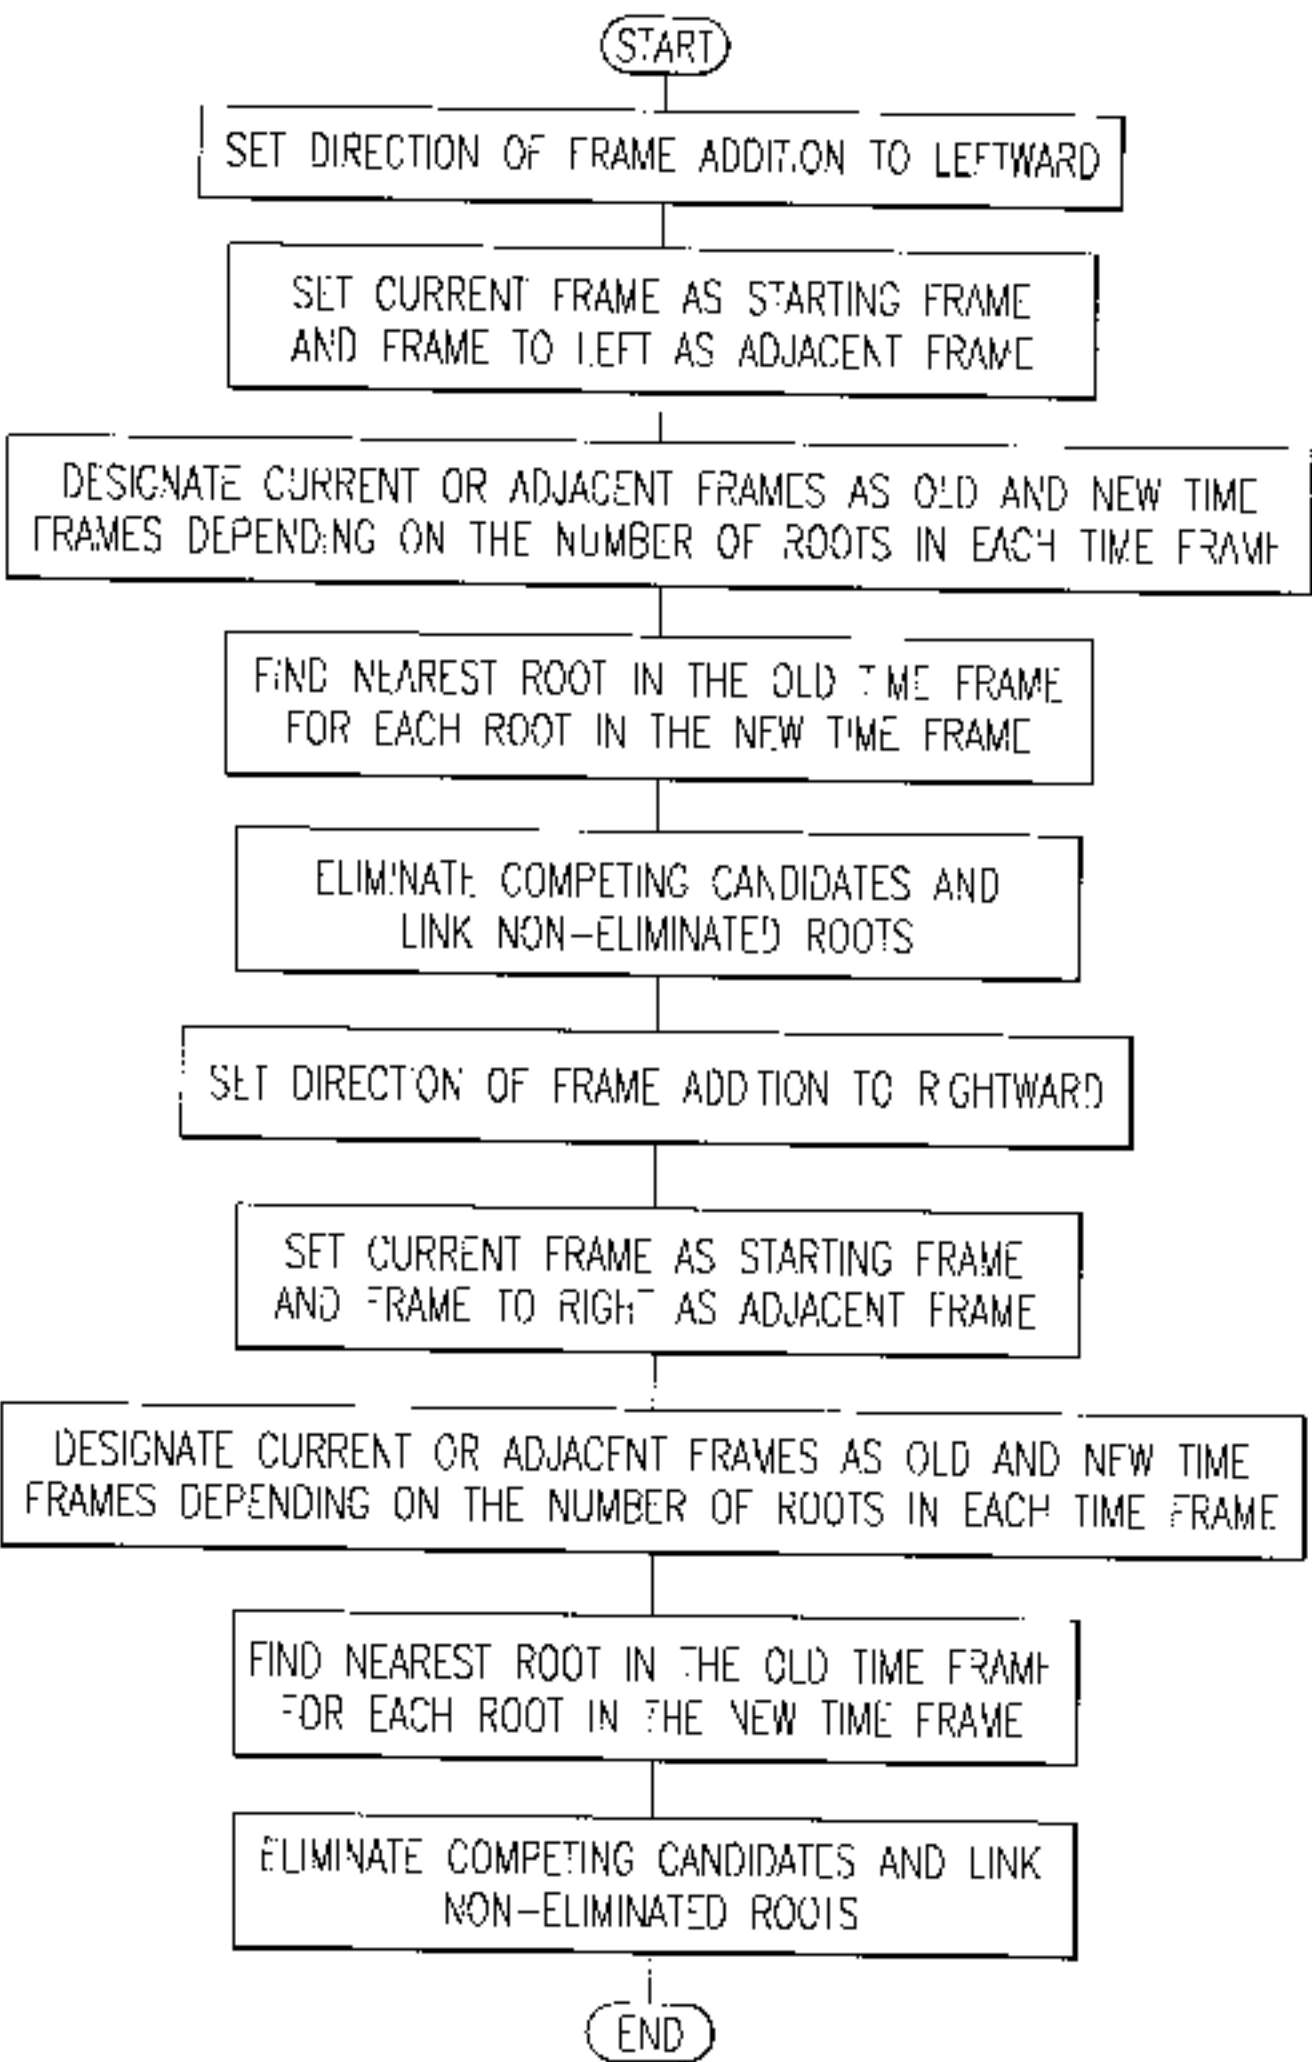 START
SET DIRECTION OF FRAME ADDITION TO LEFTWARD
SET CURRENT FRAME AS STARTING FRAME
AND FRAME TO LEFT AS ADJACENT FRAME
DESIGNATE CURRENT OR ADJACENT FRAMES AS OLD AND NEW TIME
FRAMES DEPENDING ON THE NUMBER OF ROOTS IN EACH TIME FRAME
FIND NEAREST ROOT IN THE OLD TIME FRAME
FOR EACH ROOT IN THE NEW TIME FRAME
ELIMINATE COMPETING CANDIDATES AND
LINK NON-ELIMINATED ROOTS
SET DIRECTION OF FRAME ADDITION TO RIGHTWARD
SET CURRENT FRAME AS STARTING FRAME
AND FRAME TO RIGHT AS ADJACENT FRAME
DESIGNATE CURRENT OR ADJACENT FRAMES AS OLD AND NEW TIME
FRAMES DEPENDING ON THE NUMBER OF ROOTS IN EACH TIME FRAME
FIND NEAREST ROOT IN THE OLD TIME FRAME
FOR EACH ROOT IN THE NEW TIME FRAME
ELIMINATE COMPETING CANDIDATES AND LINK
NON-ELIMINATED ROOTS
END